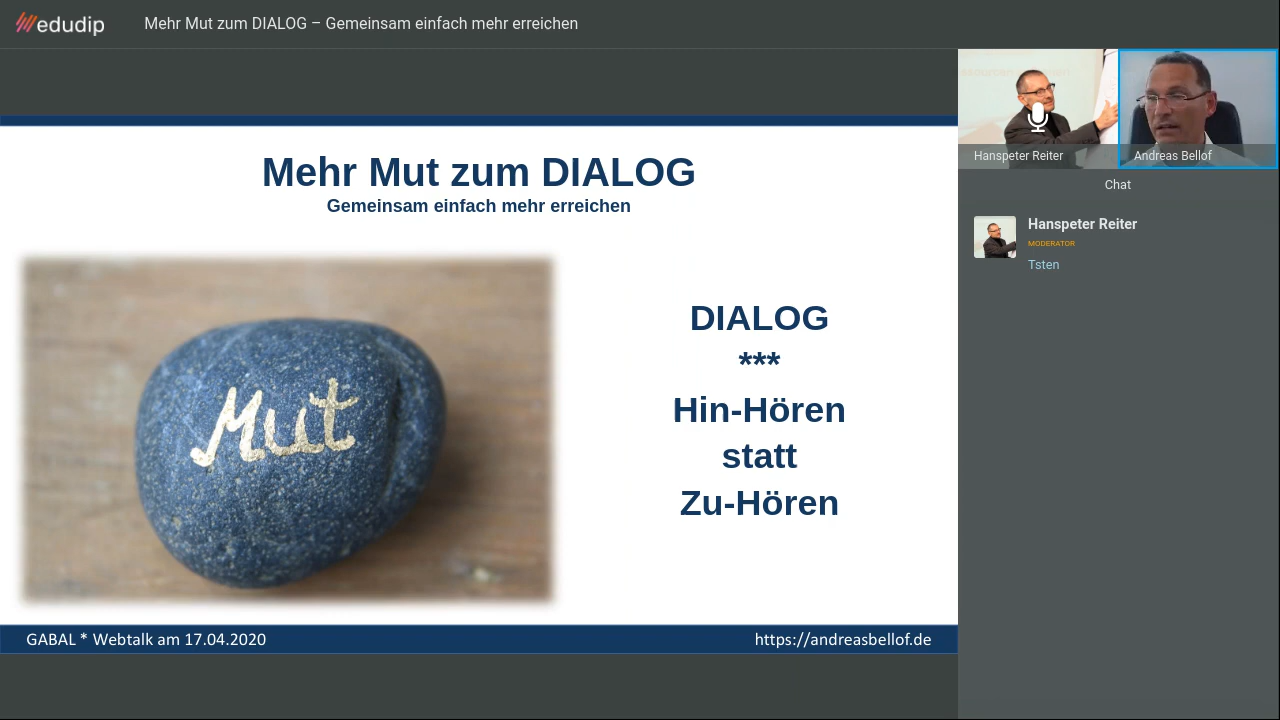 edudip
Mehr Mut zum DIALOG – Gemeinsam einfach mehr erreichen
Mehr Mut zum DIALOG
Gemeinsam einfach mehr erreichen
Mut
DIALOG
***
Hin-Hören
statt
Zu-Hören
GABAL * Webtalk am 17.04.2020
https://andreasbellof.de
Hanspeter Reiter
Andreas Bellof
Chat
Hanspeter Reiter
MODERATOR
Tsten